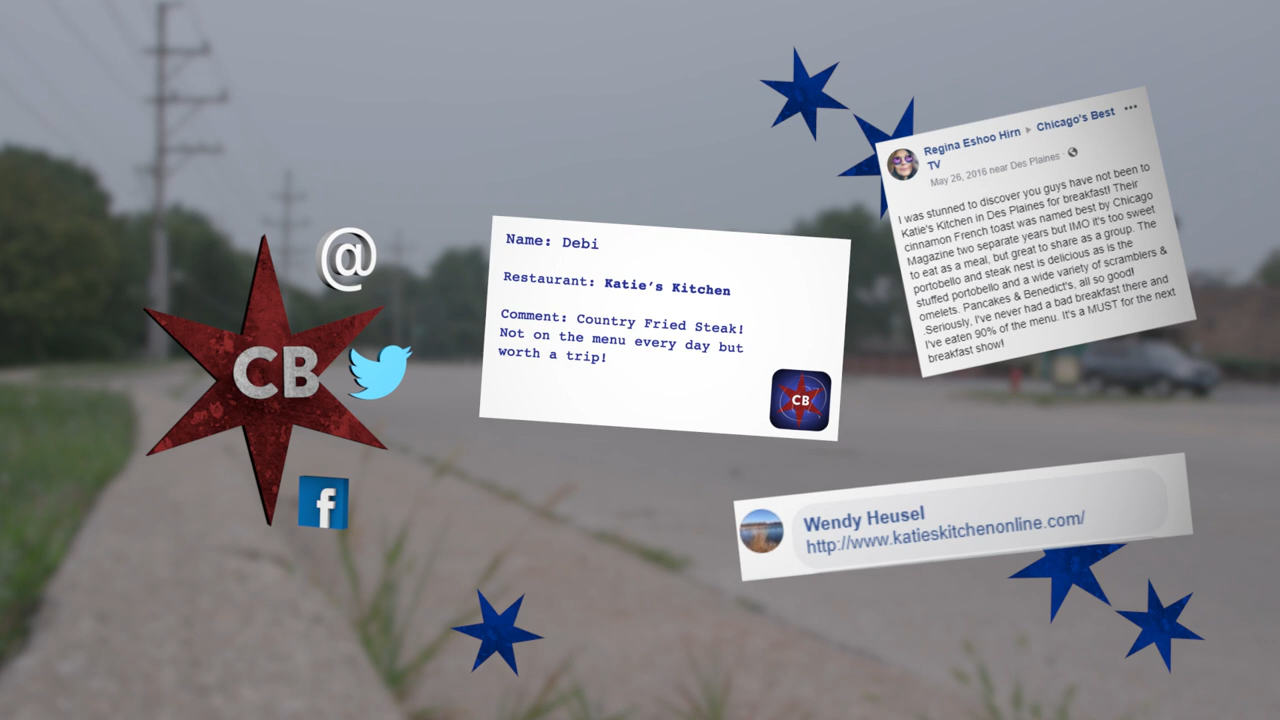 @
CB
f
Name: Debi
Restaurant: Katie's Kitchen
Comment: Country Fried Steak!
Not on the menu every day but
worth a trip!
CB
Regina Eshoo Hirn ▸ Chicago's Best
TV
May 26, 2016 near Des Plaines ·
I was stunned to discover you guys have not been to
Katie's Kitchen in Des Plaines for breakfast! Their
cinnamon French toast was named best by Chicago
Magazine two separate years but IMO it's too sweet
to eat as a meal, but great to share as a group. The
portobello and steak nest is delicious as is the
stuffed portobello and a wide variety of scramblers &
omelets. Pancakes & Benedict's, all so good!
Seriously, I've never had a bad breakfast there and
I've eaten 90% of the menu. It's a MUST for the next
breakfast show!
Wendy Heusel
http://www.katieskitchenonline.com/